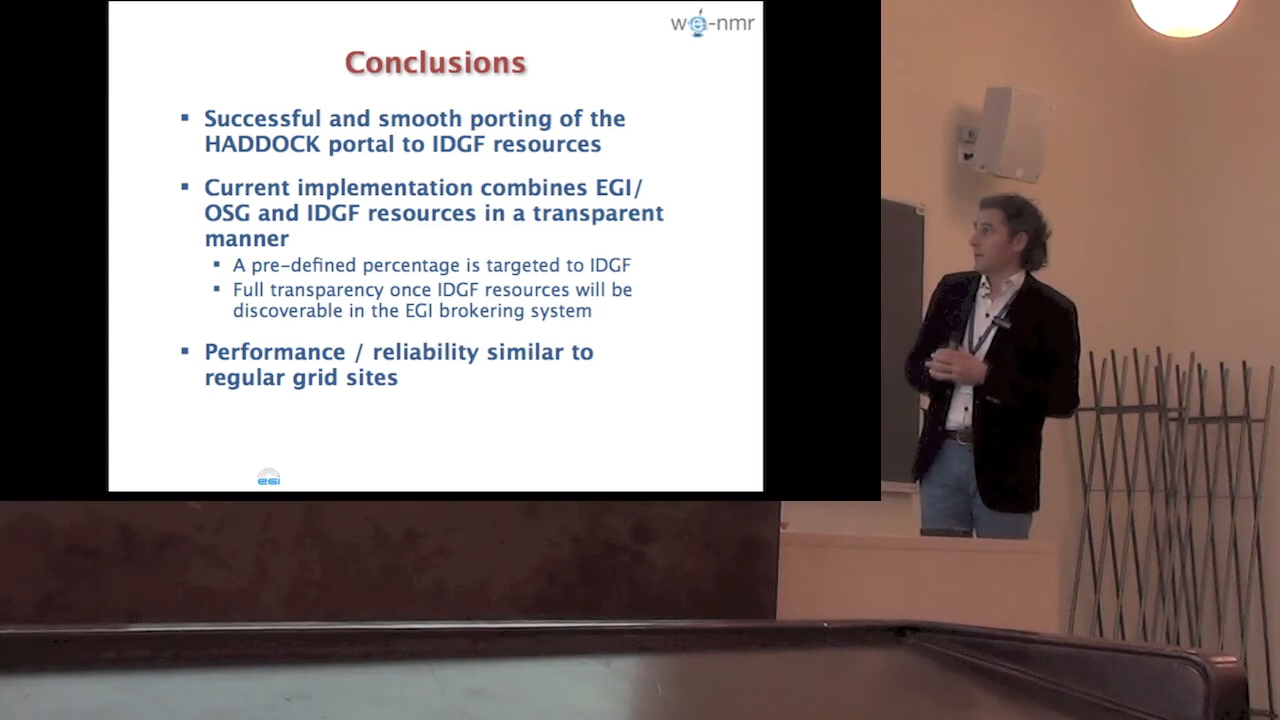 we-nmr
Conclusions
▪ Successful and smooth porting of the
HADDOCK portal to IDGF resources
▪ Current implementation combines EGI/
OSG and IDGF resources in a transparent
manner
▪ A pre-defined percentage is targeted to IDGF
▪ Full transparency once IDGF resources will be
discoverable in the EGI brokering system
▪ Performance / reliability similar to
regular grid sites
eGI